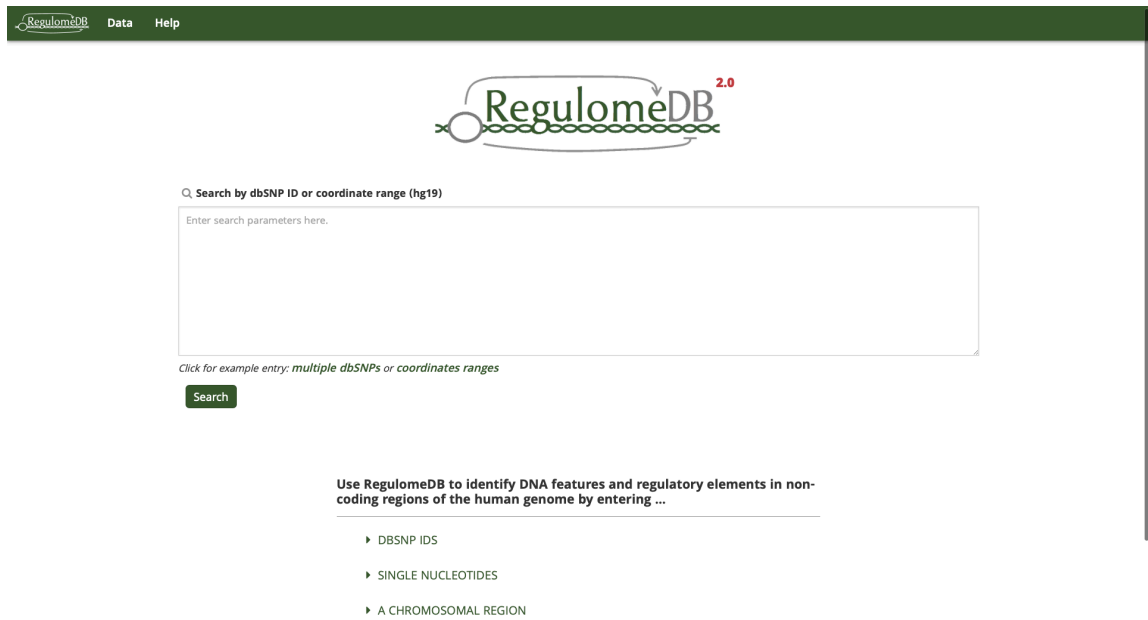 RegulomeDB Data Help
RegulomeDB 2.0
Search by dbSNP ID or coordinate range (hg19)
Enter search parameters here.
Click for example entry: multiple dbSNPs or coordinates ranges
Search
Use RegulomeDB to identify DNA features and regulatory elements in non-
coding regions of the human genome by entering ...
DBSNP IDS
SINGLE NUCLEOTIDES
A CHROMOSOMAL REGION